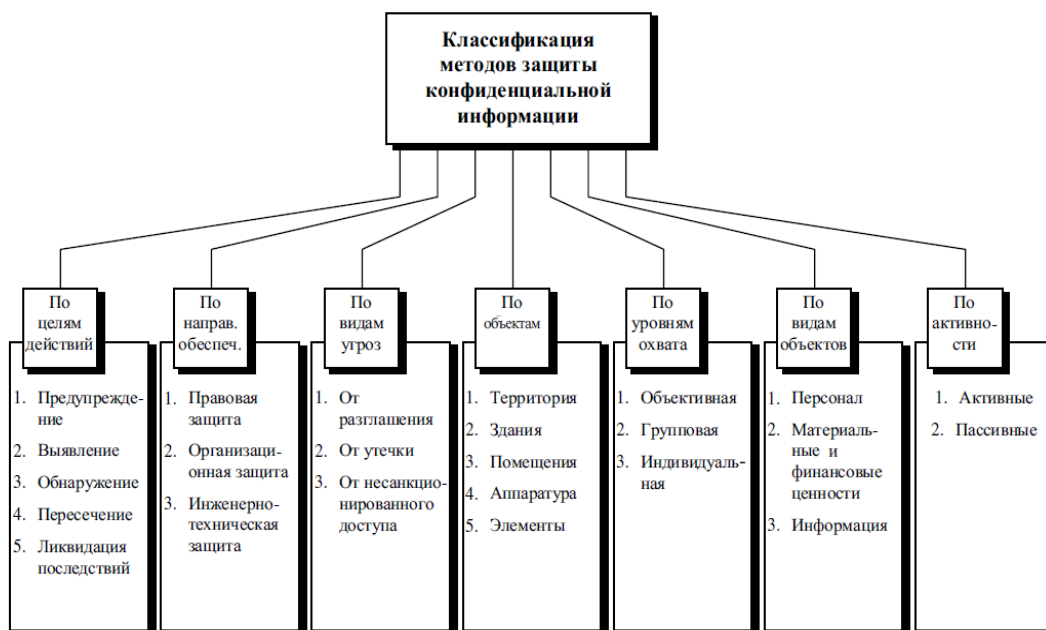 Классификация
методов защиты
конфиденциальной
информации
По
целям
действий
1. Предупрежде-
ние
2. Выявление
3. Обнаружение
4. Пересечение
5. Ликвидация
последствий
По
направ.
обеспеч.
1. Правовая
защита
2. Организаци-
онная защита
3. Инженерно-
техническая
защита
По
видам
угроз
1. От
разглашения
2. От утечки
3. От несанкцио-
нированного
доступа
По
объектам
1. Территория
2. Здания
3. Помещения
4. Аппаратура
5. Элементы
По
уровням
охвата
1. Объективная
2. Групповая
3. Индивидуаль-
ная
По
видам
объектов
1. Персонал
2. Материаль-
ные и
финансовые
ценности
3. Информация
По
активно-
сти
1. Активные
2. Пассивные